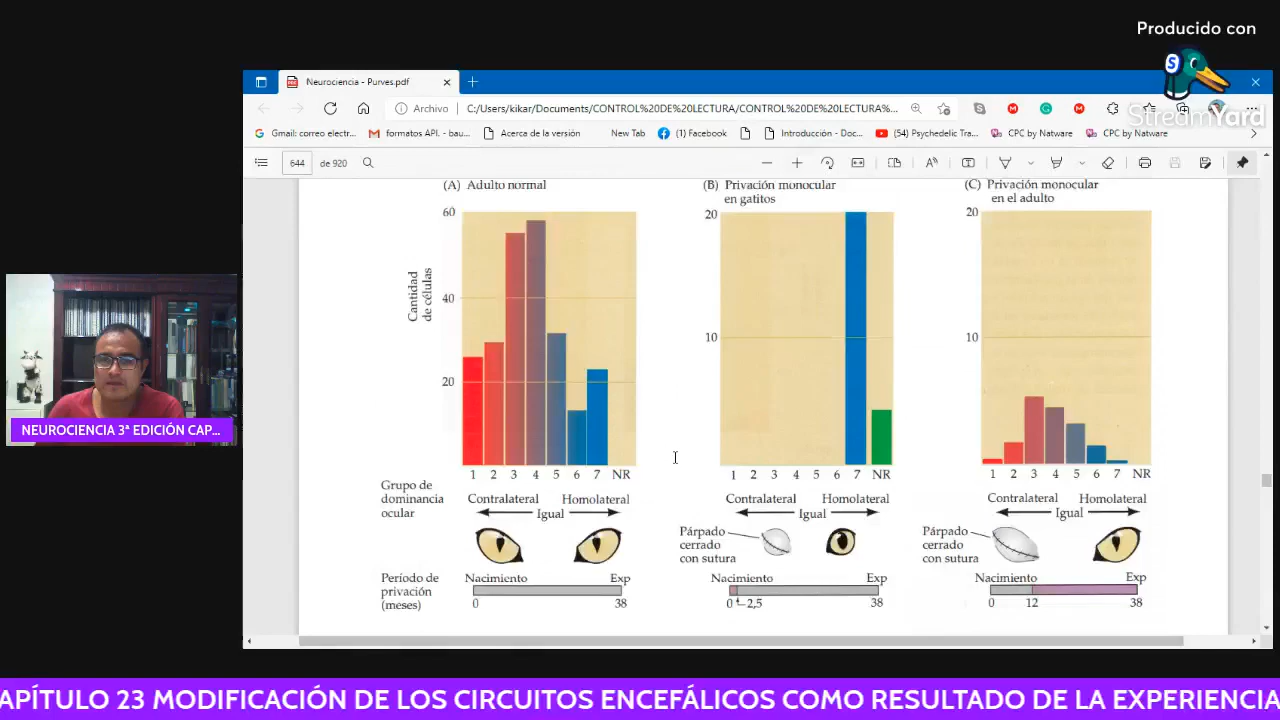 Producido con
StreamYard
Neurociencia - Purves.pdf
Archivo
C:/Users/kikar/Documents/CONTROL%20DE%20LECTURA/CONTROL%20DE%20LECTURA%...
Gmail: correo electr...
formatos API. - bau...
Acerca de la versión
New Tab
(1) Facebook
Introducción - Doc...
(54) Psychedelic Tra...
CPC by Natware
CPC by Natware
644
de 920
(A) Adulto normal
(B) Privación monocular
en gatitos
(C) Privación monocular
en el adulto
Cantidad
de células
60
40
20
20
10
20
10
1 2 3 4 5 6 7 NR
1 2 3 4 5 6 7 NR
1 2 3 4 5 6 7 NR
Grupo de
dominancia
ocular
Contralateral Homolateral
Igual
Contralateral Homolateral
Igual
Contralateral Homolateral
Igual
Párpado
cerrado
con sutura
Párpado
cerrado
con sutura
Período de
privación
(meses)
Nacimiento Exp
0 38
Nacimiento Exp
0 2,5 38
Nacimiento Exp
0 12 38
NEUROCIENCIA 3ª EDICIÓN CAP...
APÍTULO 23 MODIFICACIÓN DE LOS CIRCUITOS ENCEFÁLICOS COMO RESULTADO DE LA EXPERIENCIA